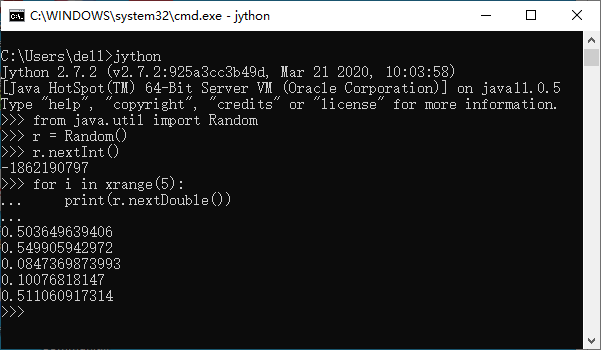 C:\WINDOWS\system32\cmd.exe - jython
C:\Users\dell>jython
Jython 2.7.2 (v2.7.2:925a3cc3b49d, Mar 21 2020, 10:03:58)
[Java HotSpot(TM) 64-Bit Server VM (Oracle Corporation)] on java11.0.5
Type "help", "copyright", "credits" or "license" for more information.
>>> from java.util import Random
>>> r = Random()
>>> r.nextInt()
-1862190797
>>> for i in xrange(5):
...     print(r.nextDouble())
...
0.503649639406
0.549905942972
0.0847369873993
0.10076818147
0.511060917314
>>>